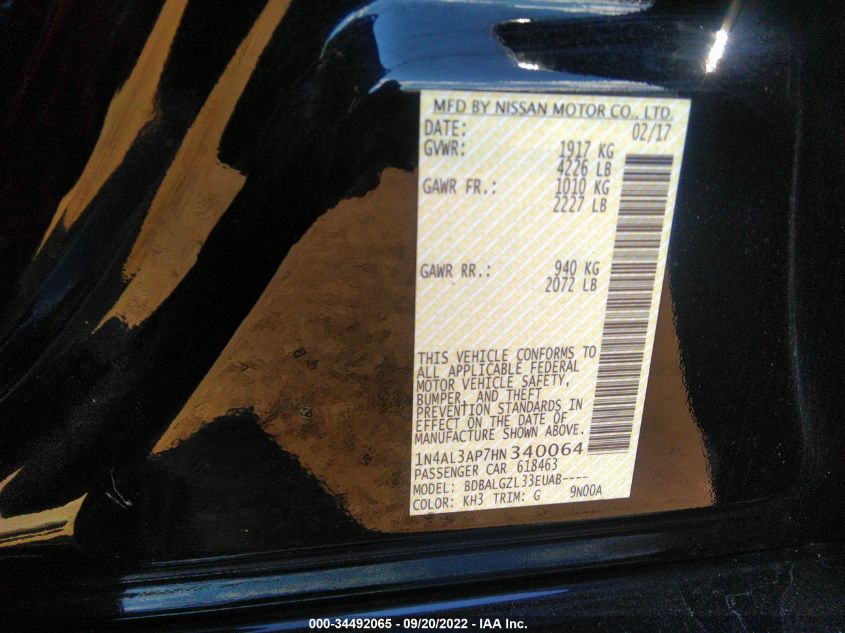 MFD BY NISSAN MOTOR CO., LTD.
DATE: 02/17
GVWR: 1917 KG
4226 LB
GAWR FR.: 1010 KG
2227 LB
GAWR RR.: 940 KG
2072 LB
THIS VEHICLE CONFORMS TO
ALL APPLICABLE FEDERAL
MOTOR VEHICLE SAFETY,
BUMPER, AND THEFT
PREVENTION STANDARDS IN
EFFECT ON THE DATE OF
MANUFACTURE SHOWN ABOVE.
1N4AL3AP7HN340064
PASSENGER CAR 618463
MODEL: BDBALGZL33EUAB----
COLOR: KH3 TRIM: G 9N00A
000-34492065 - 09/20/2022 - IAA Inc.